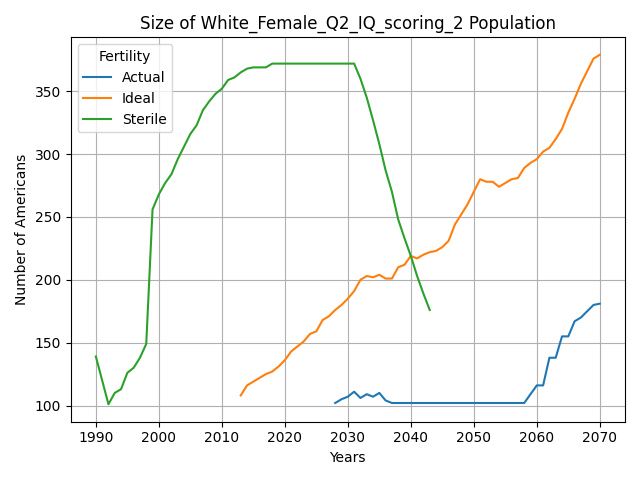 Size of White_Female_Q2_IQ_scoring_2 Population
Fertility
Actual
Ideal
Sterile
350
300
250
200
150
100
Number of Americans
1990 2000 2010 2020 2030 2040 2050 2060 2070
Years